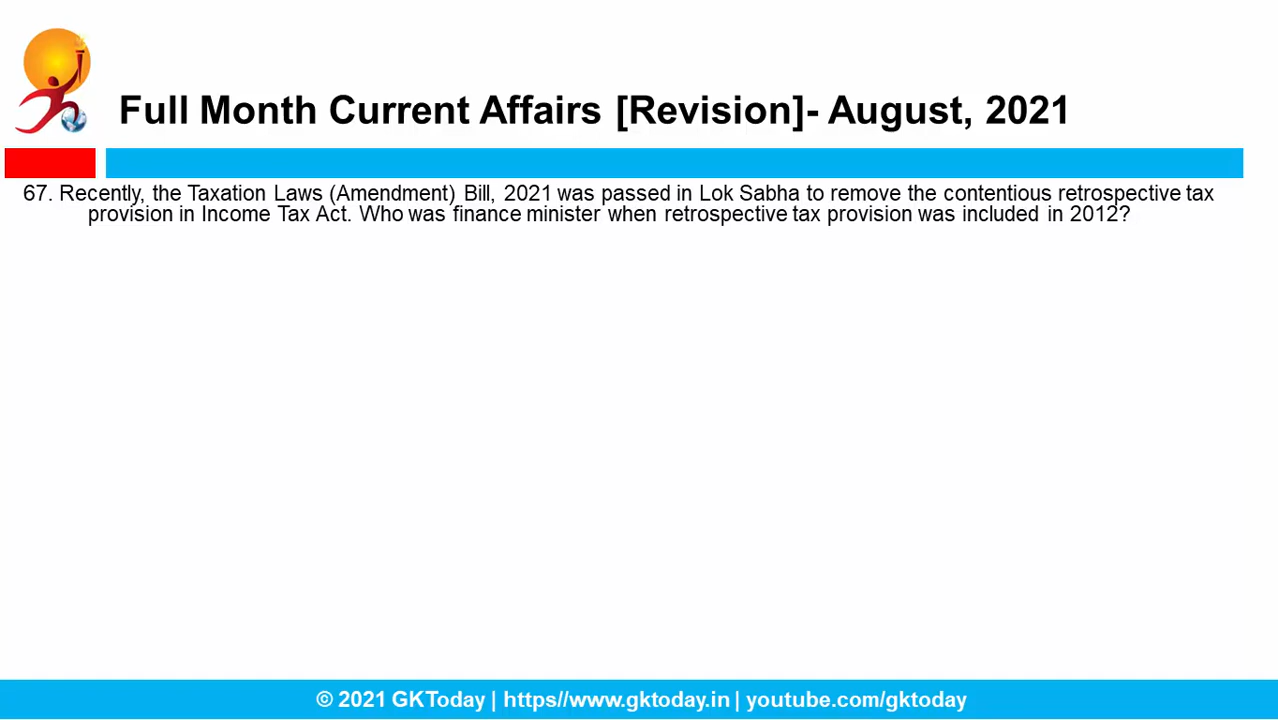 Full Month Current Affairs [Revision]- August, 2021
67. Recently, the Taxation Laws (Amendment) Bill, 2021 was passed in Lok Sabha to remove the contentious retrospective tax
provision in Income Tax Act. Who was finance minister when retrospective tax provision was included in 2012?
© 2021 GKToday | https//www.gktoday.in | youtube.com/gktoday